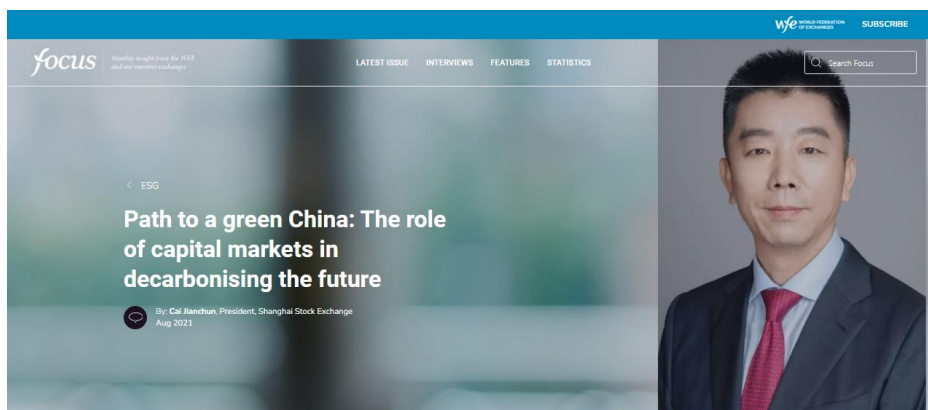 wfe WORLD FEDERATION OF EXCHANGES
SUBSCRIBE
focus
Monthly insight from the WFE
and our member exchanges
LATEST ISSUE INTERVIEWS FEATURES STATISTICS
Search Focus
< ESG
Path to a green China: The role
of capital markets in
decarbonising the future
By: Cai Jianchun, President, Shanghai Stock Exchange
Aug 2021